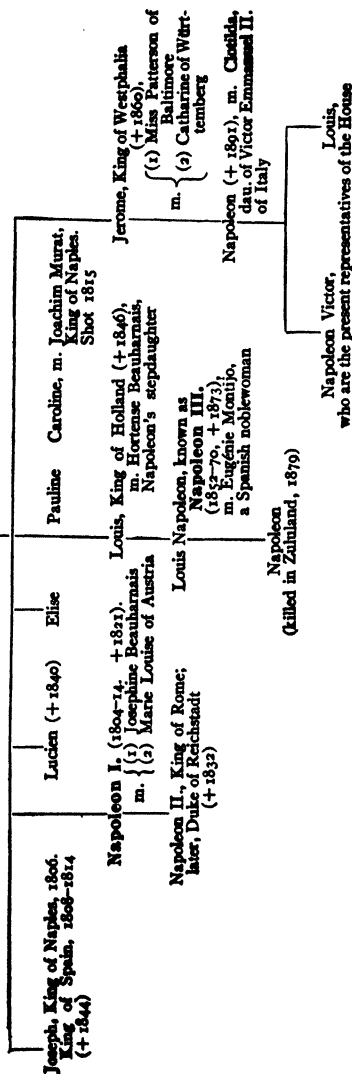 Joseph, King of Naples, 1806.
King of Spain, 1808-1814
(+ 1844)
Lucien (+ 1840)
Elise
Pauline
Caroline, m. Joachim Murat,
King of Naples.
Shot 1815
Napoleon I. (1804-14. + 1821).
m. { (1) Josephine Beauharnais
(2) Marie Louise of Austria
Louis, King of Holland (+ 1846),
m. Hortense Beauharnais,
Napoleon's stepdaughter
Jerome, King of Westphalia
(+ 1860),
m. { (1) Miss Patterson of
Baltimore
(2) Catharine of Würt-
temberg
Napoleon II., King of Rome;
later, Duke of Reichstadt
(+ 1832)
Louis Napoleon, known as
Napoleon III.
(1852-70, + 1873),
m. Eugénie Montijo,
a Spanish noblewoman
Napoleon (+ 1891), m. Clotilda,
dau. of Victor Emmanuel II.
of Italy
Napoleon
(killed in Zululand, 1879)
Napoleon Victor,
Louis,
who are the present representatives of the House